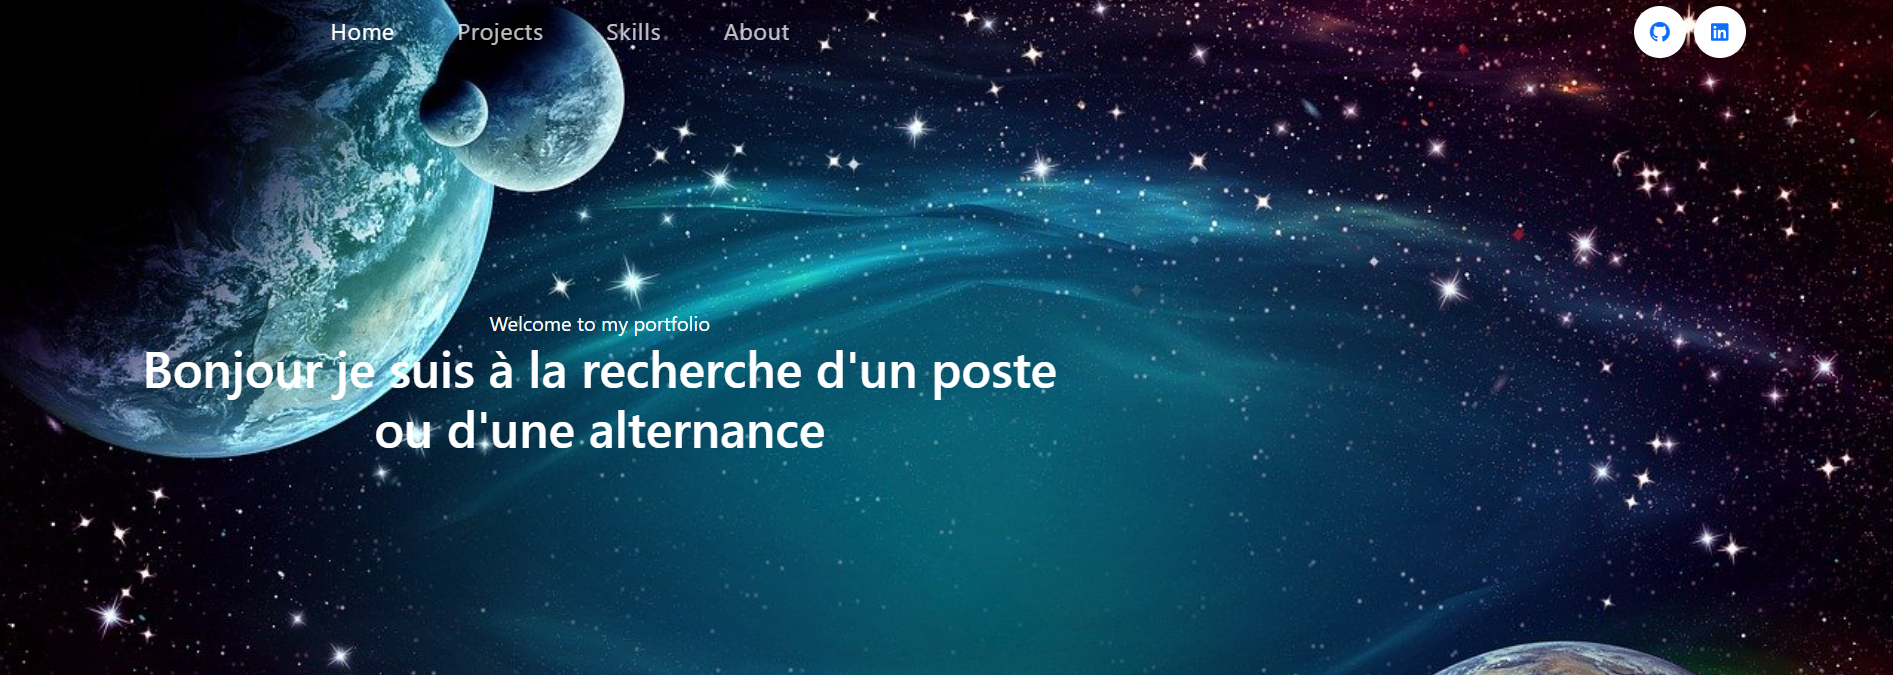 Home Projects Skills About
Welcome to my portfolio
Bonjour je suis à la recherche d'un poste
ou d'une alternance